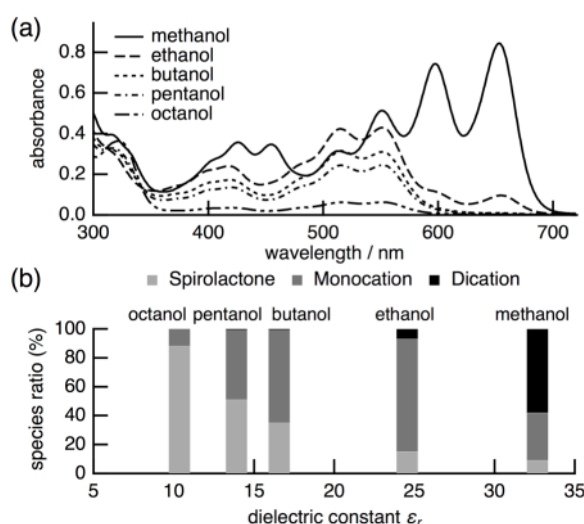 (a)
methanol
ethanol
butanol
pentanol
octanol
absorbance
0.8
0.6
0.4
0.2
0.0
300 400 500 600 700
wavelength / nm
(b)
Spirolactone Monocation Dication
octanol pentanol butanol ethanol methanol
species ratio (%)
100
80
60
40
20
0
5 10 15 20 25 30 35
dielectric constant εr